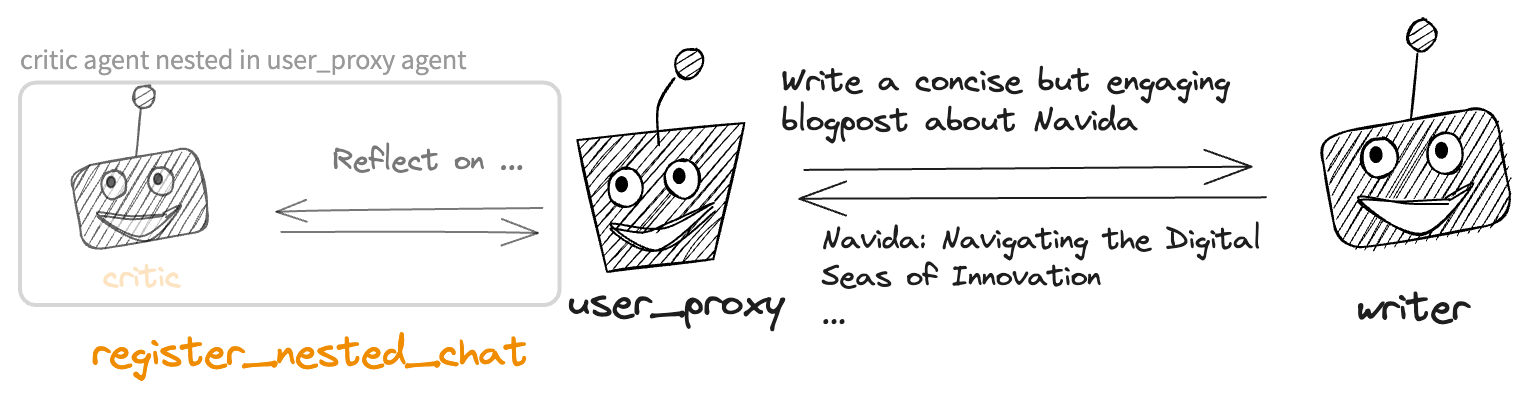 critic agent nested in user_proxy agent
Reflect on ...
critic
register_nested_chat
user_proxy
Write a concise but engaging
blogpost about Navida
Navida: Navigating the Digital
Seas of Innovation
...
writer